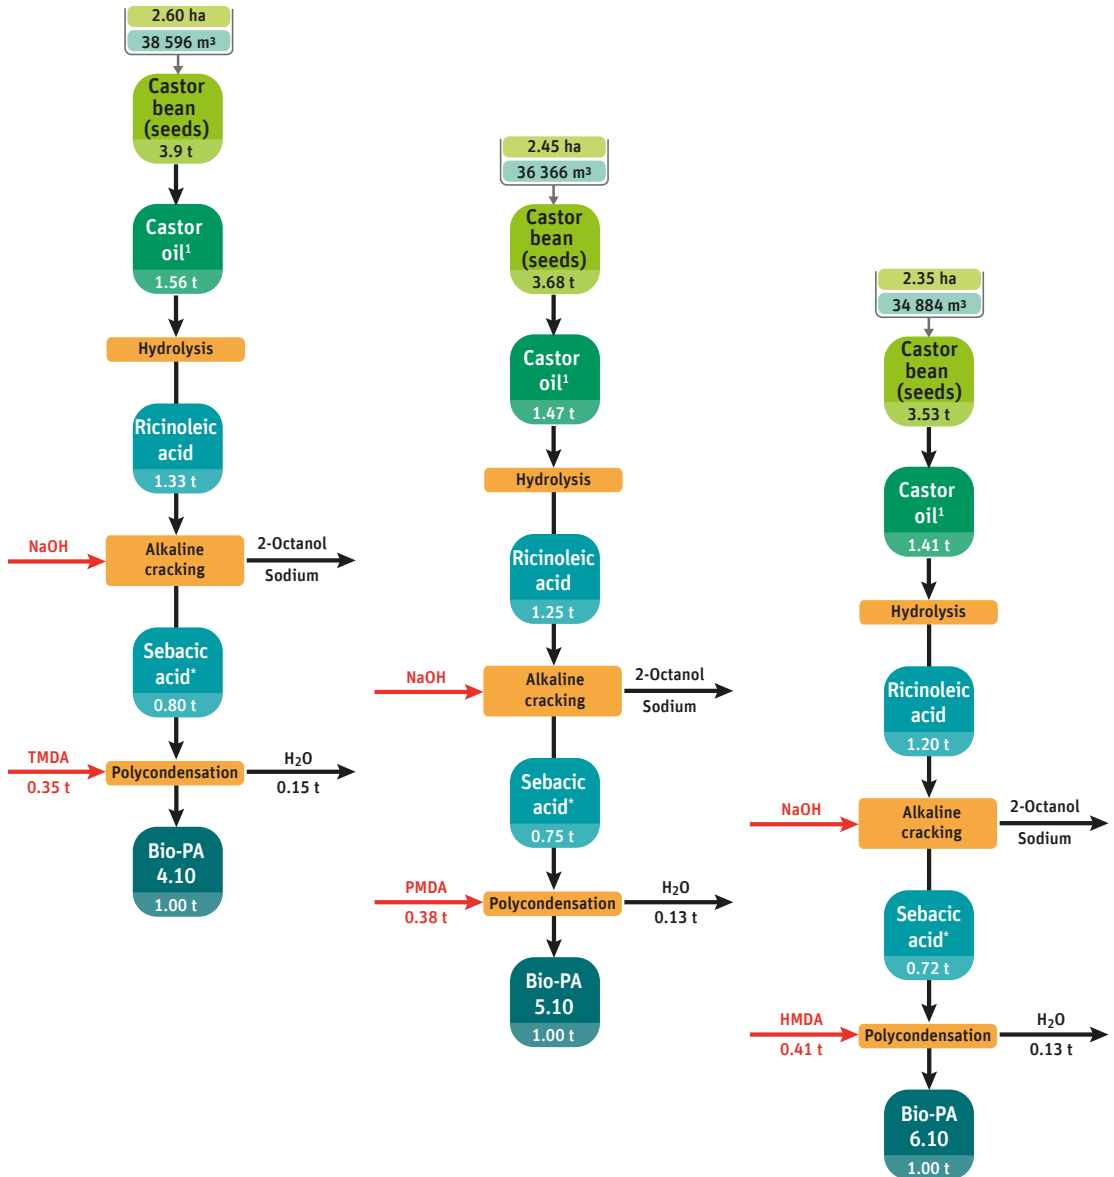 2.60 ha
38 596 m³
Castor
bean
(seeds)
3.9 t
Castor
oil¹
1.56 t
Hydrolysis
Ricinoleic
acid
1.33 t
NaOH
Alkaline
cracking
2-Octanol
Sodium
Sebacic
acid*
0.80 t
TMDA
0.35 t
Polycondensation
H₂O
0.15 t
Bio-PA
4.10
1.00 t
2.45 ha
36 366 m³
Castor
bean
(seeds)
3.68 t
Castor
oil¹
1.47 t
Hydrolysis
Ricinoleic
acid
1.25 t
NaOH
Alkaline
cracking
2-Octanol
Sodium
Sebacic
acid*
0.75 t
PMDA
0.38 t
Polycondensation
H₂O
0.13 t
Bio-PA
5.10
1.00 t
2.35 ha
34 884 m³
Castor
bean
(seeds)
3.53 t
Castor
oil¹
1.41 t
Hydrolysis
Ricinoleic
acid
1.20 t
NaOH
Alkaline
cracking
2-Octanol
Sodium
Sebacic
acid*
0.72 t
HMDA
0.41 t
Polycondensation
H₂O
0.13 t
Bio-PA
6.10
1.00 t